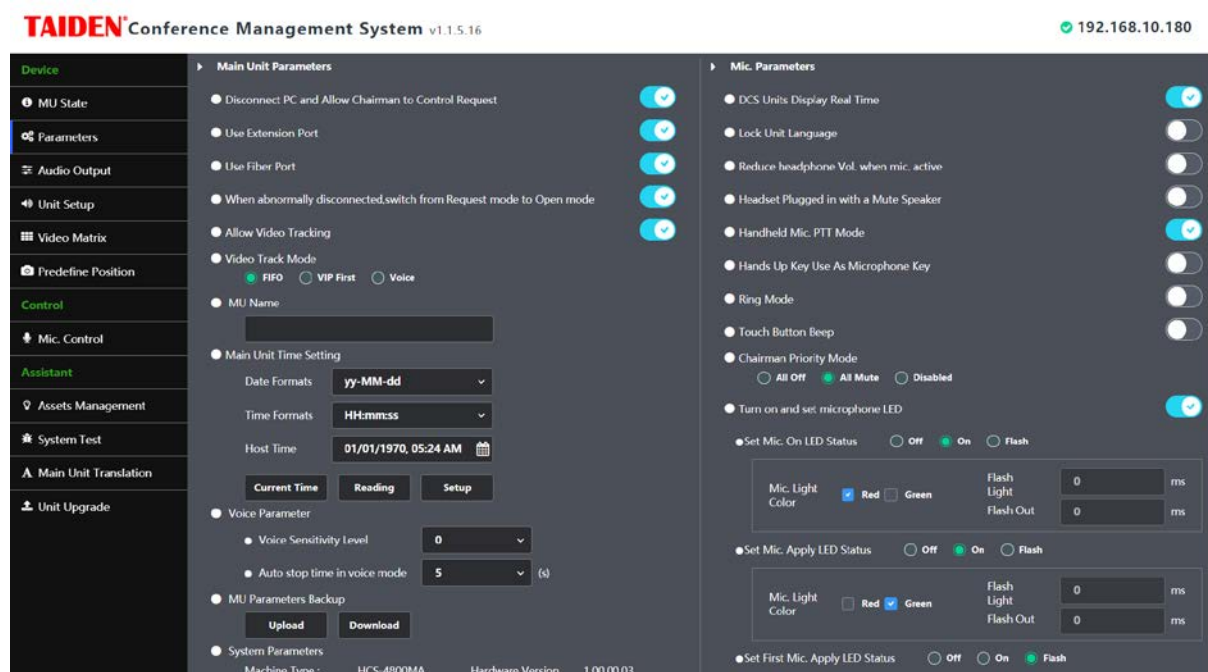 TAIDEN® Conference Management System v1.1.5.16
192.168.10.180
Device
MU State
Parameters
Audio Output
Unit Setup
Video Matrix
Predefine Position
Control
Mic. Control
Assistant
Assets Management
System Test
Main Unit Translation
Unit Upgrade
Main Unit Parameters
Disconnect PC and Allow Chairman to Control Request
Use Extension Port
Use Fiber Port
When abnormally disconnected,switch from Request mode to Open mode
Allow Video Tracking
Video Track Mode
FIFO VIP First Voice
MU Name
Main Unit Time Setting
Date Formats yy-MM-dd
Time Formats HH:mm:ss
Host Time 01/01/1970, 05:24 AM
Current Time Reading Setup
Voice Parameter
Voice Sensitivity Level 0
Auto stop time in voice mode 5 (s)
MU Parameters Backup
Upload Download
System Parameters
Machine Type : HCS-4800MA Hardware Version 1.00.00.03
Mic. Parameters
DCS Units Display Real Time
Lock Unit Language
Reduce headphone Vol. when mic. active
Headset Plugged in with a Mute Speaker
Handheld Mic. PTT Mode
Hands Up Key Use As Microphone Key
Ring Mode
Touch Button Beep
Chairman Priority Mode
All Off All Mute Disabled
Turn on and set microphone LED
Set Mic. On LED Status Off On Flash
Mic. Light Color Red Green
Flash Light 0 ms
Flash Out 0 ms
Set Mic. Apply LED Status Off On Flash
Mic. Light Color Red Green
Flash Light 0 ms
Flash Out 0 ms
Set First Mic. Apply LED Status Off On Flash